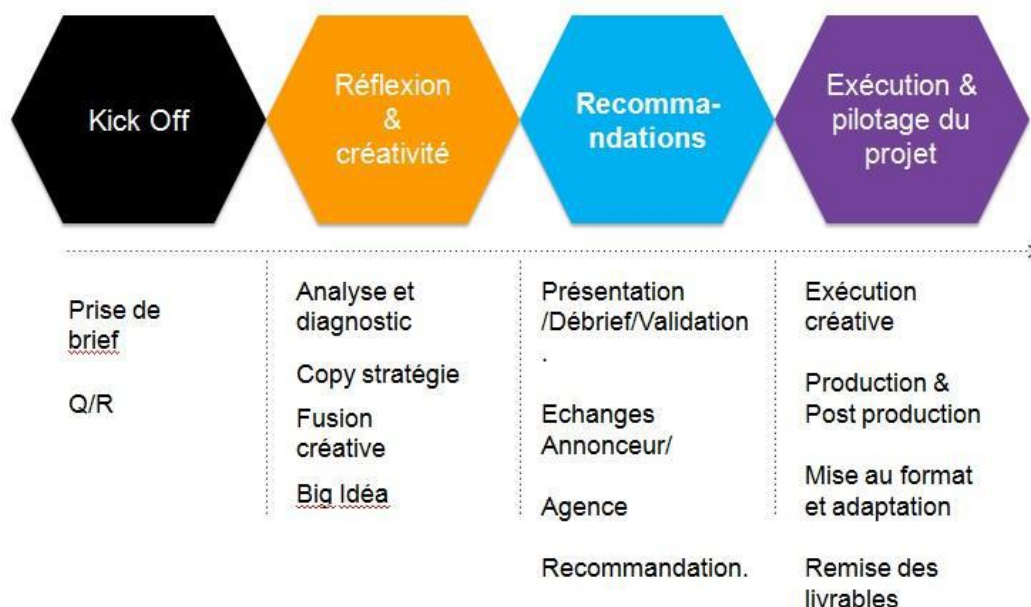 Kick Off
Réflexion
&
créativité
Recomma-
ndations
Exécution &
pilotage du
projet
Prise de
brief
Q/R
Analyse et
diagnostic
Copy stratégie
Fusion
créative
Big Idéa
Présentation
/Débrief/Validation
.
Echanges
Annonceur/
Agence
Recommandation.
Exécution
créative
Production &
Post production
Mise au format
et adaptation
Remise des
livrables